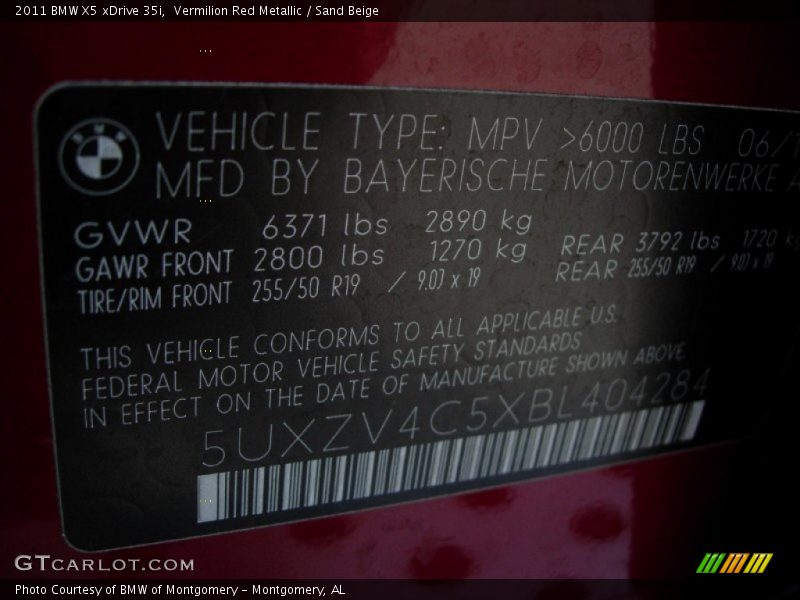 2011 BMW X5 xDrive 35i, Vermilion Red Metallic / Sand Beige
VEHICLE TYPE: MPV >6000 LBS 06/1
MFD BY BAYERISCHE MOTORENWERKE A
GVWR 6371 lbs 2890 kg
GAWR FRONT 2800 lbs 1270 kg REAR 3792 lbs 1720 kg
TIRE/RIM FRONT 255/50 R19 / 9.0J x 19 REAR 255/50 R19 / 9.0J x 19
THIS VEHICLE CONFORMS TO ALL APPLICABLE U.S.
FEDERAL MOTOR VEHICLE SAFETY STANDARDS
IN EFFECT ON THE DATE OF MANUFACTURE SHOWN ABOVE
5UXZV4C5XBL404284
GTCARLOT.COM
Photo Courtesy of BMW of Montgomery - Montgomery, AL